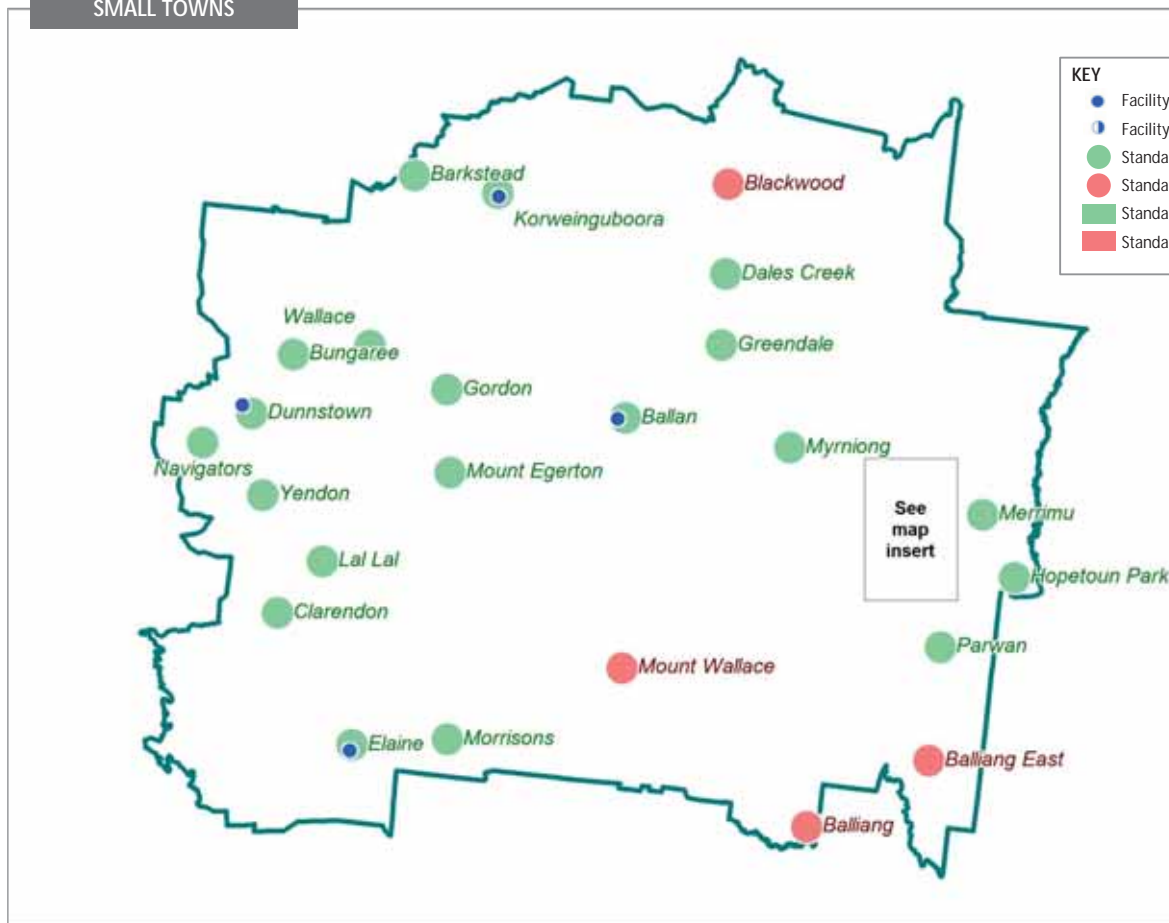 SMALL TOWNS
KEY
Facility
Facility
Standa
Standa
Standa
Standa
Barkstead
Korweinguboora
Blackwood
Dales Creek
Wallace
Bungaree
Greendale
Gordon
Dunnstown
Ballan
Navigators
Mount Egerton
Myrniong
Yendon
See
map
insert
Merrimu
Lal Lal
Hopetoun Park
Clarendon
Parwan
Mount Wallace
Elaine
Morrisons
Balliang East
Balliang